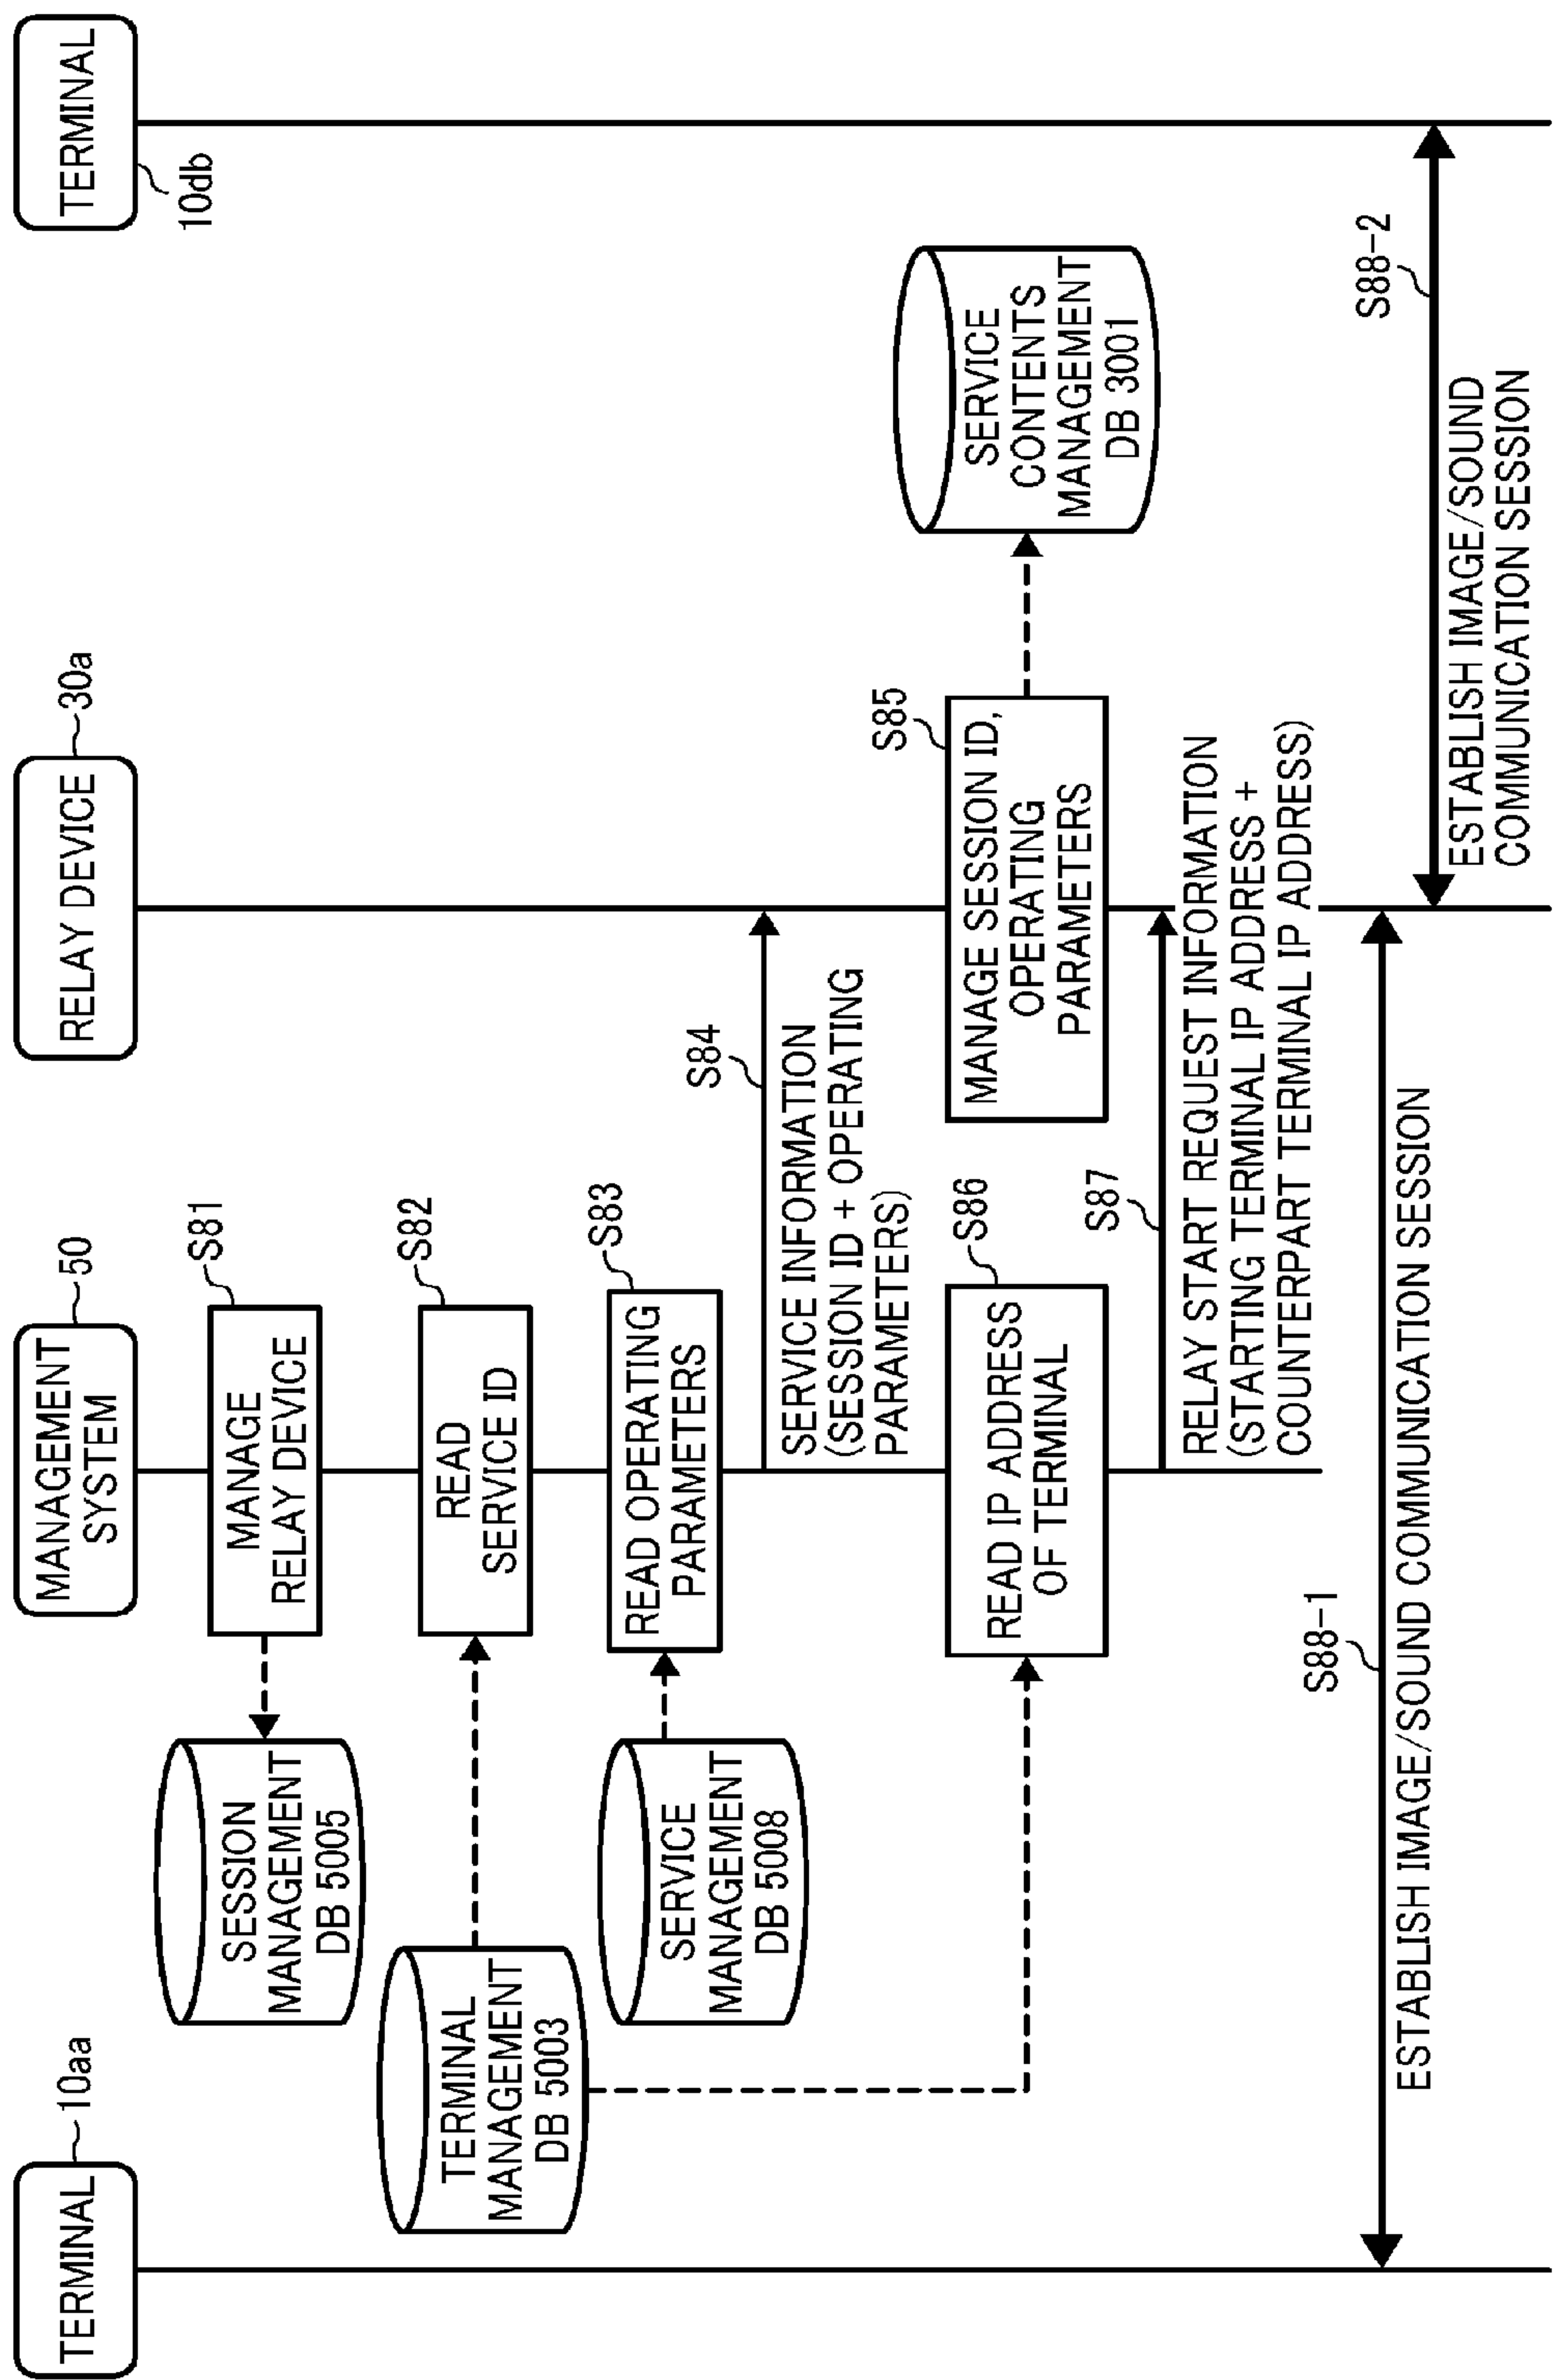 TERMINAL
10aa
MANAGEMENT
SYSTEM
50
RELAY DEVICE
30a
TERMINAL
10db
SESSION
MANAGEMENT
DB 5005
MANAGE
RELAY DEVICE
S81
TERMINAL
MANAGEMENT
DB 5003
READ
SERVICE ID
S82
SERVICE
MANAGEMENT
DB 5008
READ OPERATING
PARAMETERS
S83
S84
SERVICE INFORMATION
(SESSION ID + OPERATING
PARAMETERS)
S85
MANAGE SESSION ID,
OPERATING
PARAMETERS
SERVICE
CONTENTS
MANAGEMENT
DB 3001
READ IP ADDRESS
OF TERMINAL
S86
S87
RELAY START REQUEST INFORMATION
(STARTING TERMINAL IP ADDRESS +
COUNTERPART TERMINAL IP ADDRESS)
S88-1
ESTABLISH IMAGE/SOUND COMMUNICATION SESSION
S88-2
ESTABLISH IMAGE/SOUND
COMMUNICATION SESSION